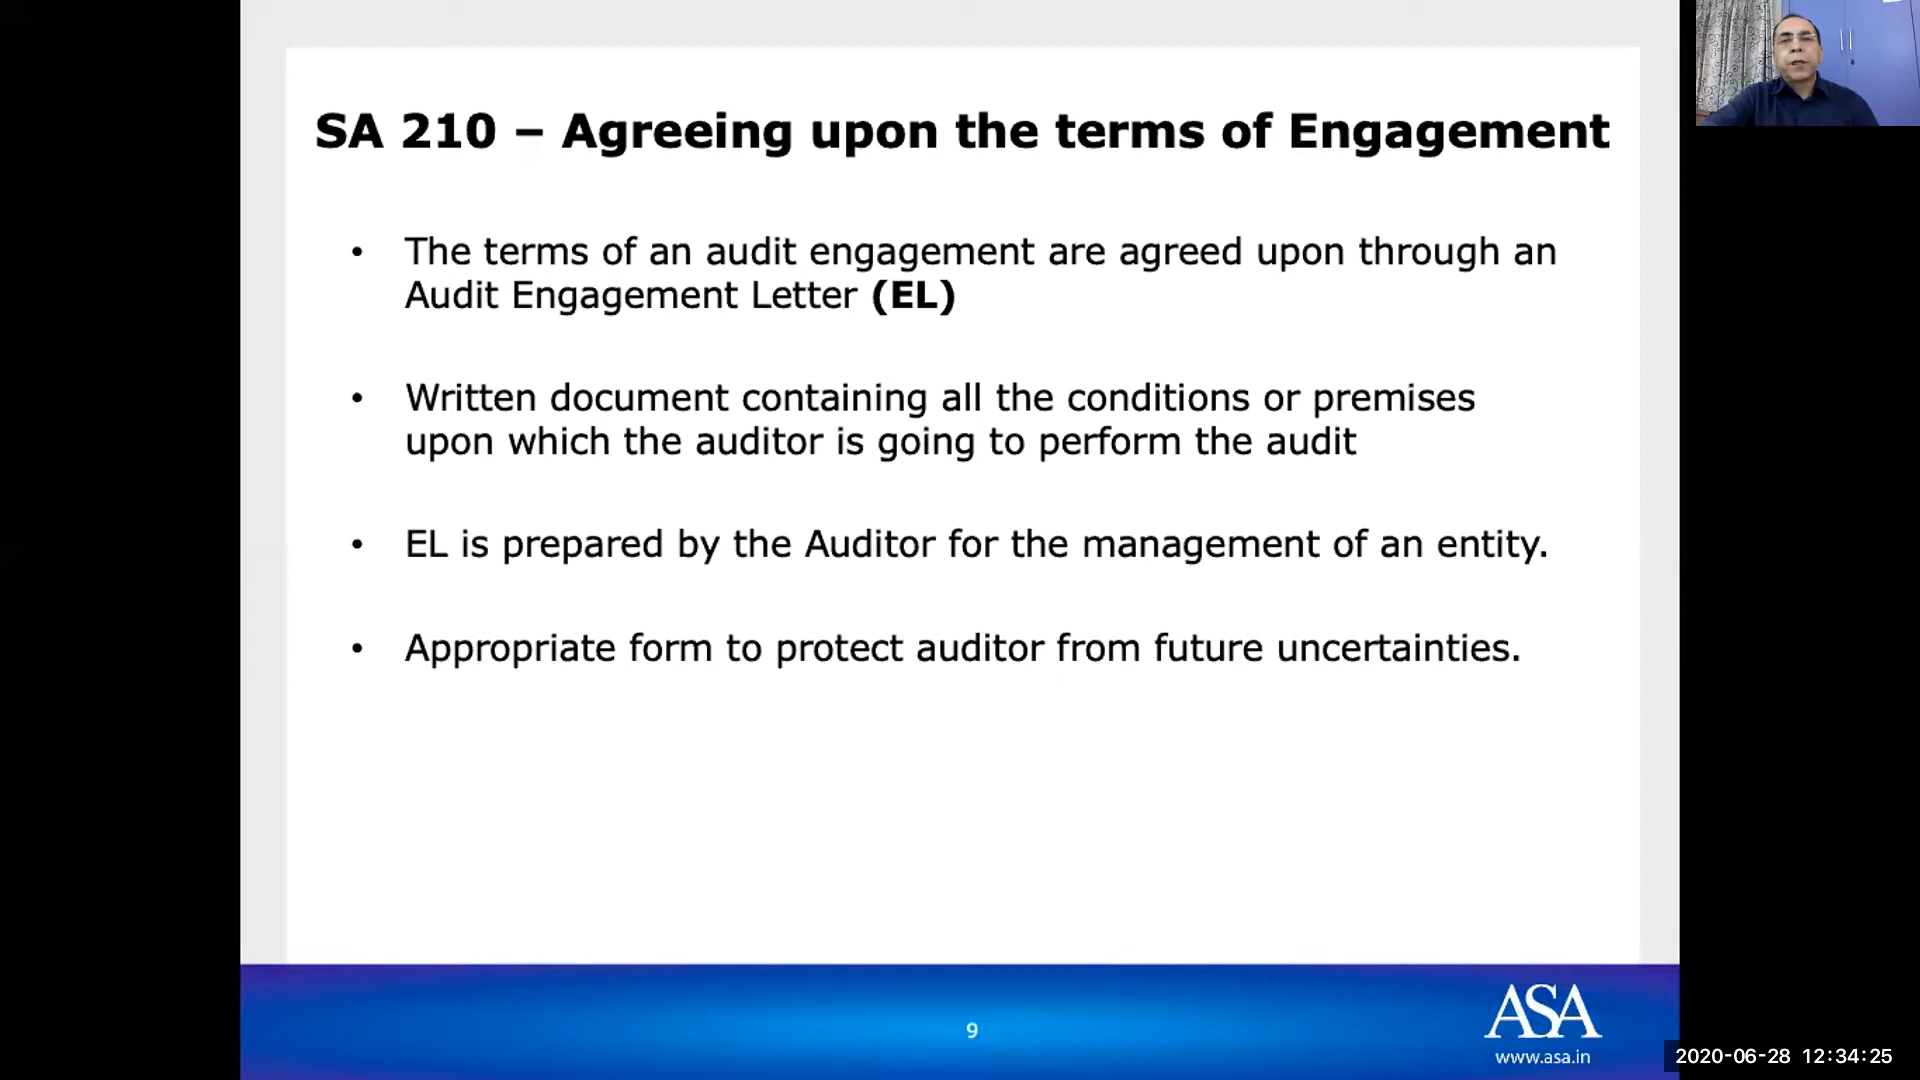 SA 210 – Agreeing upon the terms of Engagement
• The terms of an audit engagement are agreed upon through an
Audit Engagement Letter (EL)
• Written document containing all the conditions or premises
upon which the auditor is going to perform the audit
• EL is prepared by the Auditor for the management of an entity.
• Appropriate form to protect auditor from future uncertainties.
9
ASA
www.asa.in
2020-06-28 12:34:25